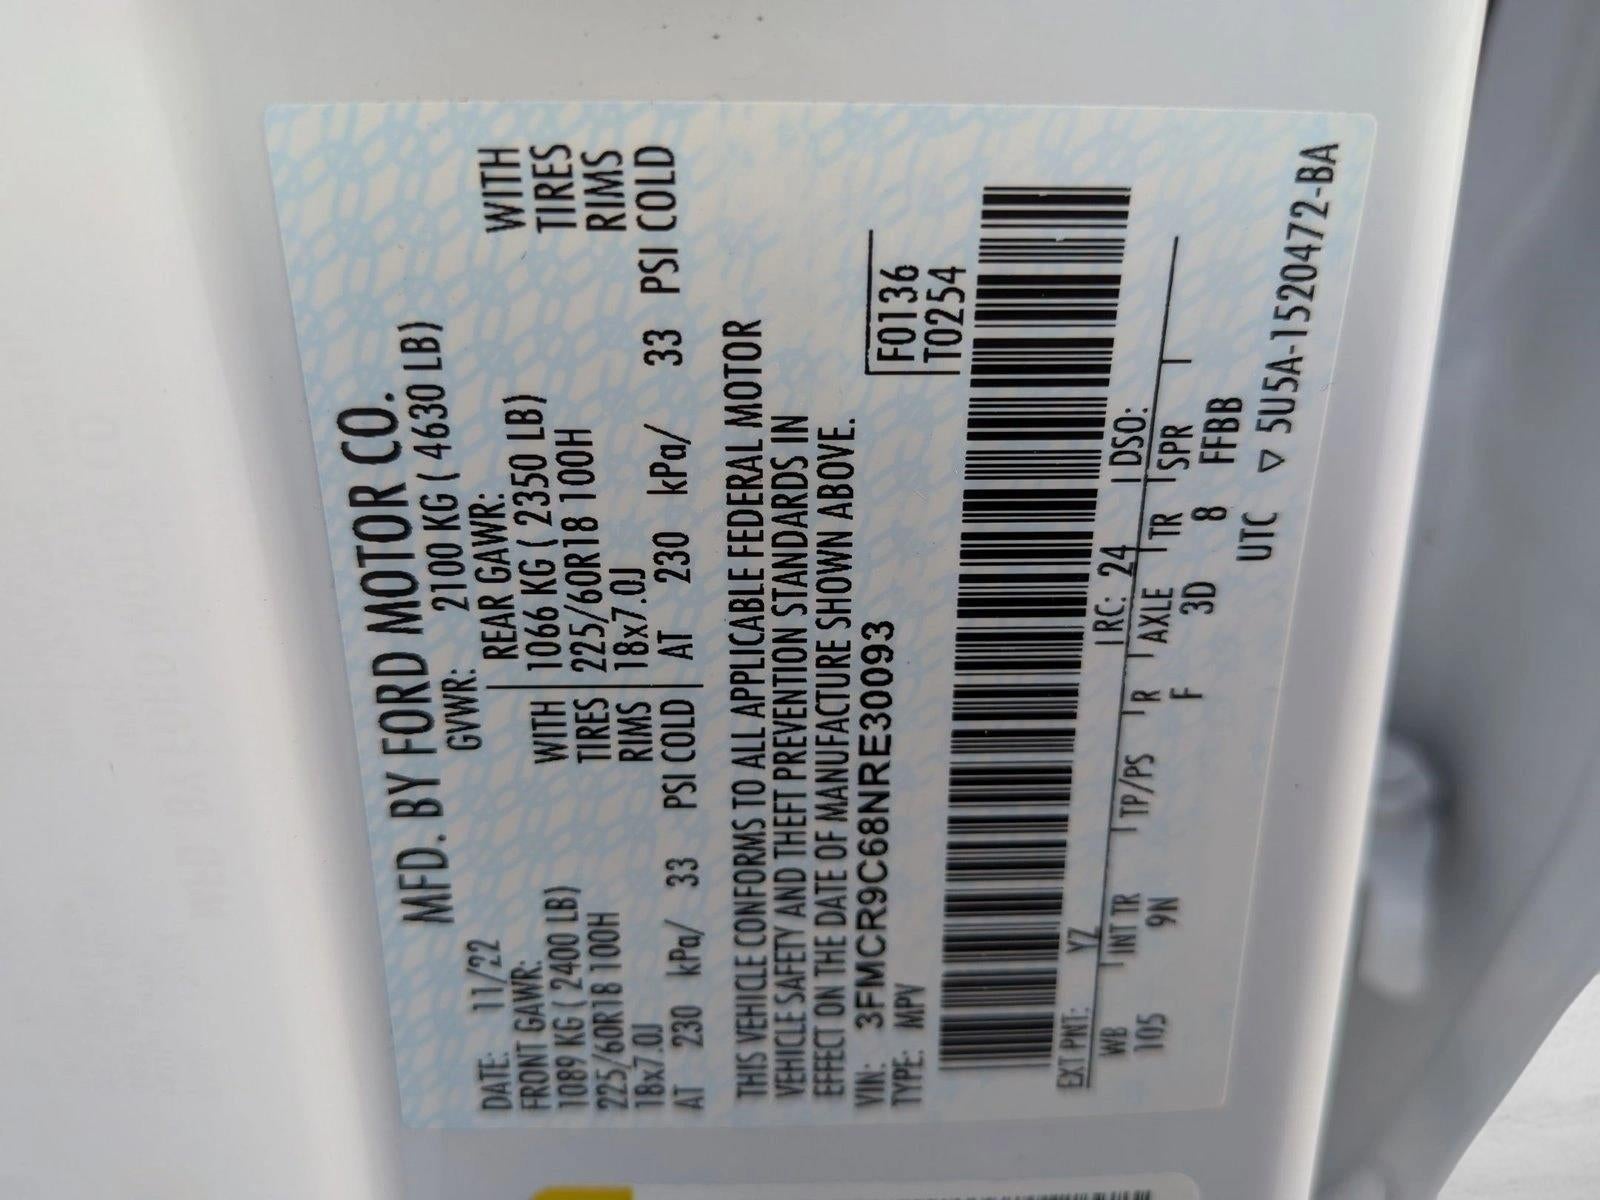 MFD. BY FORD MOTOR CO.
DATE: 11/22 GVWR: 2100 KG ( 4630 LB)
FRONT GAWR: REAR GAWR:
1089 KG ( 2400 LB) WITH 1066 KG ( 2350 LB) WITH
225/60R18 100H TIRES 225/60R18 100H TIRES
18x7.0J RIMS 18x7.0J RIMS
AT 230 kPa/ 33 PSI COLD AT 230 kPa/ 33 PSI COLD
THIS VEHICLE CONFORMS TO ALL APPLICABLE FEDERAL MOTOR
VEHICLE SAFETY AND THEFT PREVENTION STANDARDS IN
EFFECT ON THE DATE OF MANUFACTURE SHOWN ABOVE.
VIN: 3FMCR9C68NRE30093 F0136
TYPE: MPV T0254
EXT PNT: YZ RC: 24 DSO:
WB INT TR TP/PS R AXLE TR SPR
105 9N F 3D 8 FFBB
UTC ▽ 5U5A-1520472-BA